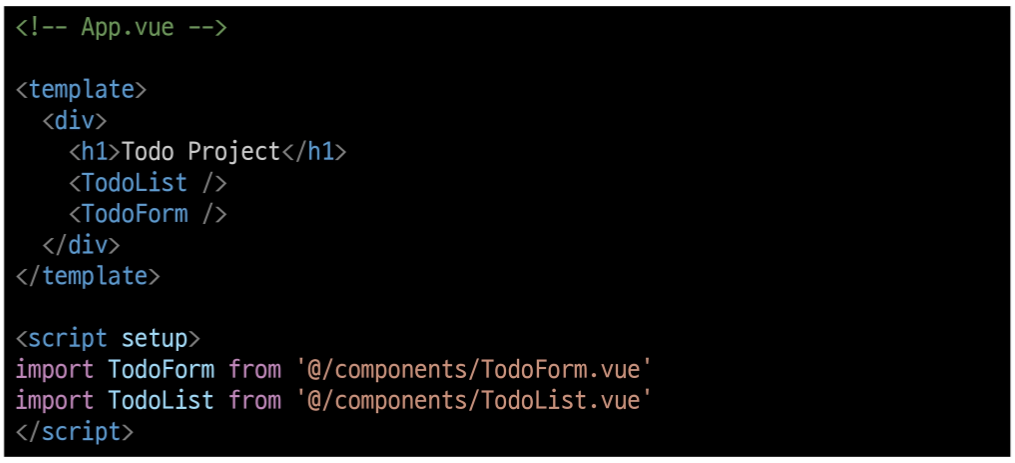 <!-- App.vue -->
<template>
  <div>
    <h1>Todo Project</h1>
    <TodoList />
    <TodoForm />
  </div>
</template>
<script setup>
import TodoForm from '@/components/TodoForm.vue'
import TodoList from '@/components/TodoList.vue'
</script>